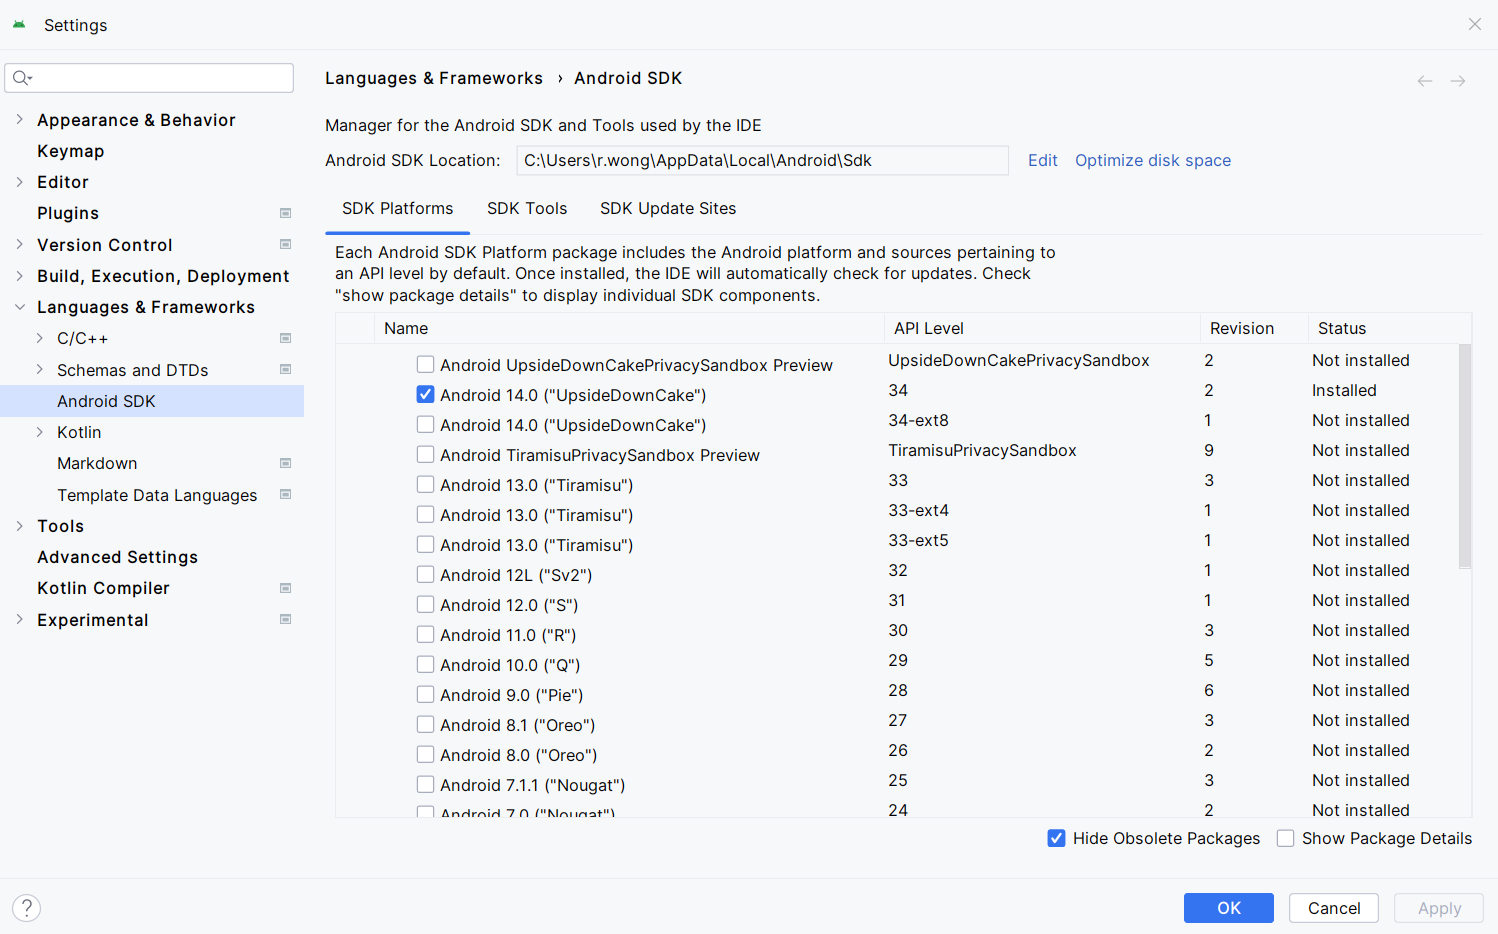 Settings
Appearance & Behavior
Keymap
Editor
Plugins
Version Control
Build, Execution, Deployment
Languages & Frameworks
C/C++
Schemas and DTDs
Android SDK
Kotlin
Markdown
Template Data Languages
Tools
Advanced Settings
Kotlin Compiler
Experimental
Languages & Frameworks › Android SDK
Manager for the Android SDK and Tools used by the IDE
Android SDK Location: C:\Users\r.wong\AppData\Local\Android\Sdk Edit Optimize disk space
SDK Platforms SDK Tools SDK Update Sites
Each Android SDK Platform package includes the Android platform and sources pertaining to
an API level by default. Once installed, the IDE will automatically check for updates. Check
"show package details" to display individual SDK components.
Name API Level Revision Status
Android UpsideDownCakePrivacySandbox Preview UpsideDownCakePrivacySandbox 2 Not installed
Android 14.0 ("UpsideDownCake") 34 2 Installed
Android 14.0 ("UpsideDownCake") 34-ext8 1 Not installed
Android TiramisuPrivacySandbox Preview TiramisuPrivacySandbox 9 Not installed
Android 13.0 ("Tiramisu") 33 3 Not installed
Android 13.0 ("Tiramisu") 33-ext4 1 Not installed
Android 13.0 ("Tiramisu") 33-ext5 1 Not installed
Android 12L ("Sv2") 32 1 Not installed
Android 12.0 ("S") 31 1 Not installed
Android 11.0 ("R") 30 3 Not installed
Android 10.0 ("Q") 29 5 Not installed
Android 9.0 ("Pie") 28 6 Not installed
Android 8.1 ("Oreo") 27 3 Not installed
Android 8.0 ("Oreo") 26 2 Not installed
Android 7.1.1 ("Nougat") 25 3 Not installed
Android 7.0 ("Nougat") 24 2 Not installed
Hide Obsolete Packages Show Package Details
? OK Cancel Apply